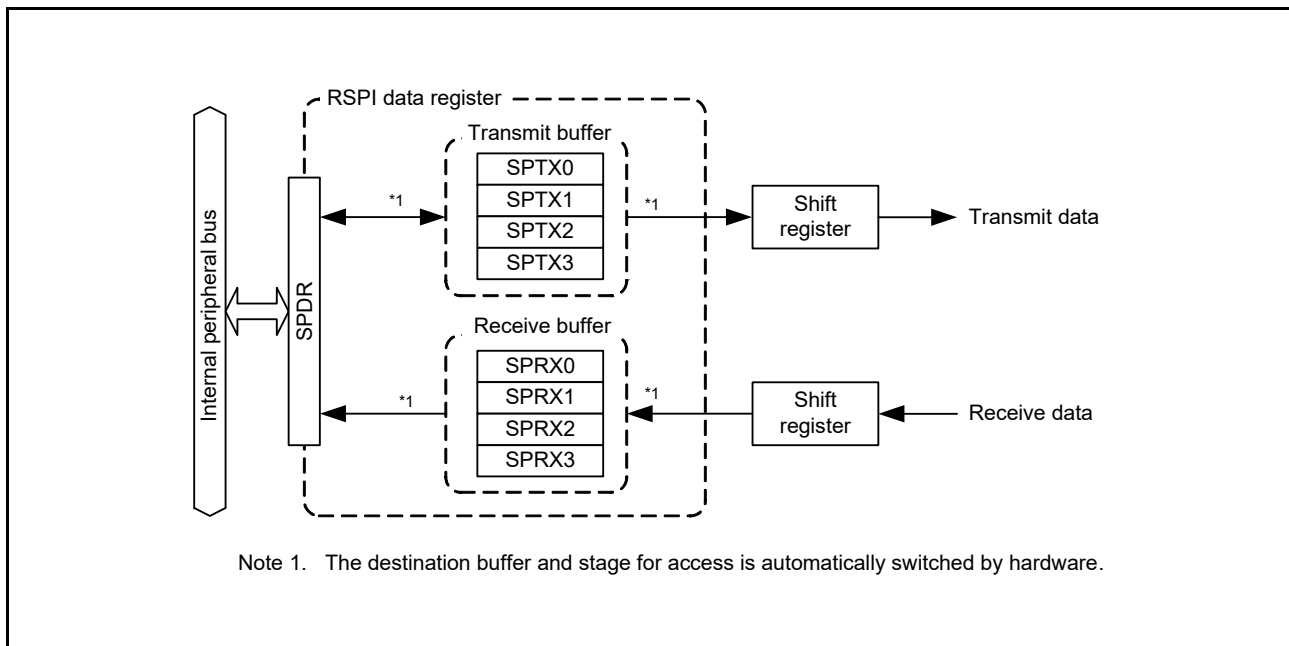 RSPI data register
Transmit buffer
SPTX0
SPTX1
SPTX2
SPTX3
*1
*1
Shift
register
Transmit data
Internal peripheral bus
SPDR
Receive buffer
SPRX0
SPRX1
SPRX2
SPRX3
*1
*1
Shift
register
Receive data
Note 1. The destination buffer and stage for access is automatically switched by hardware.